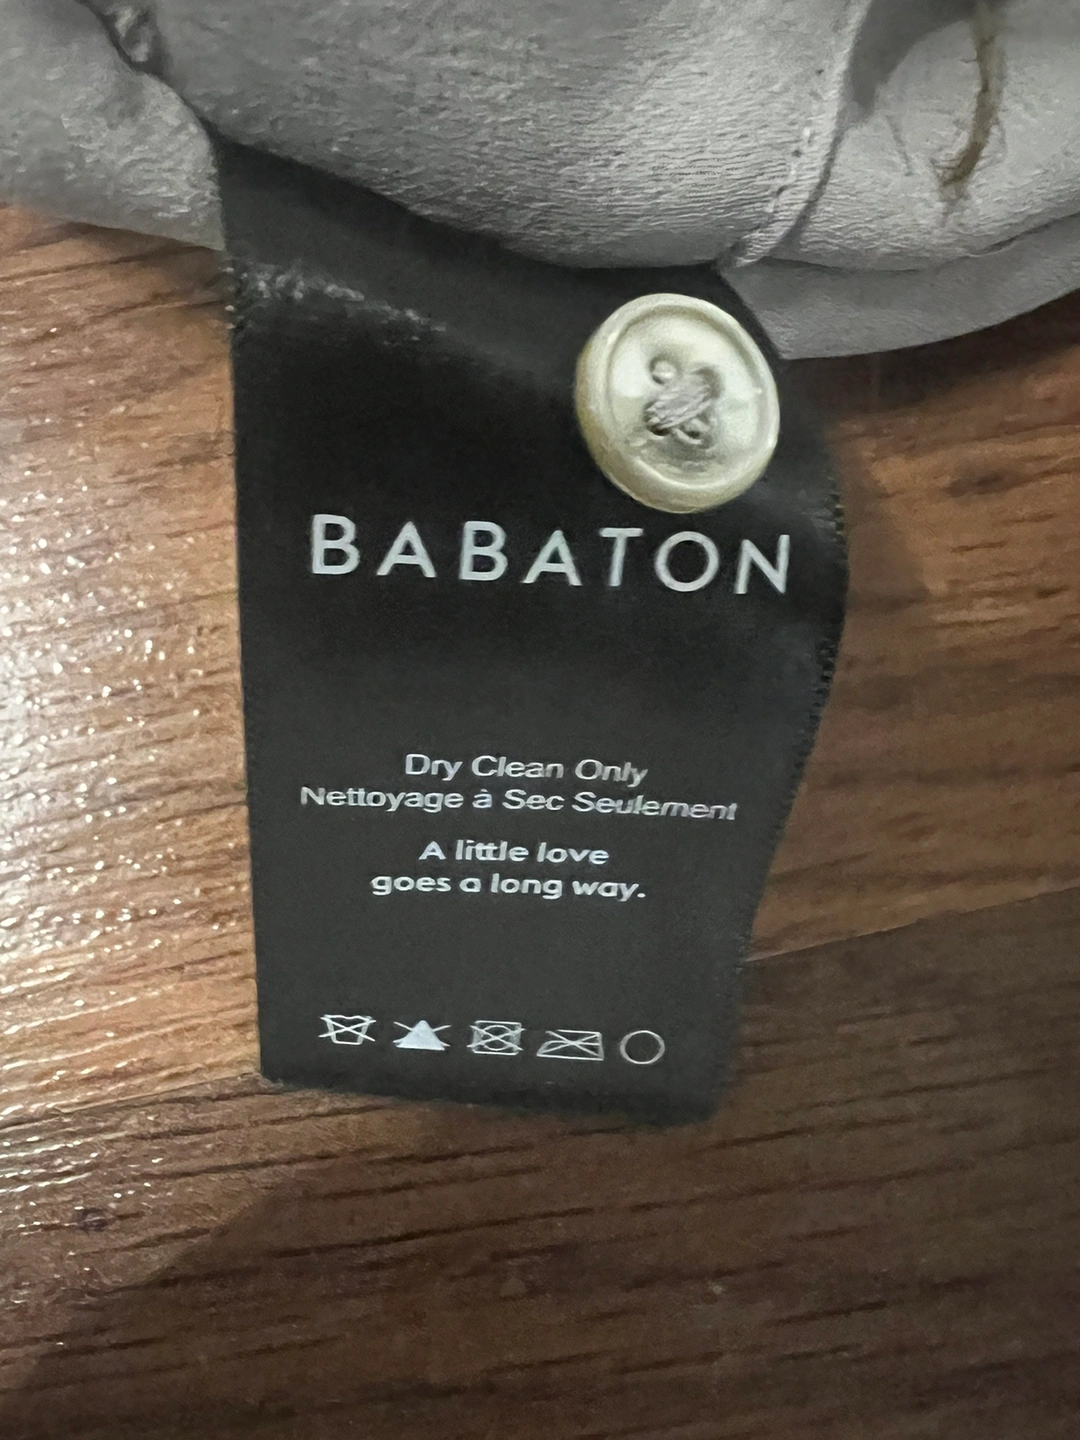 BABATON
Dry Clean Only
Nettoyage à Sec Seulement
A little love
goes a long way.